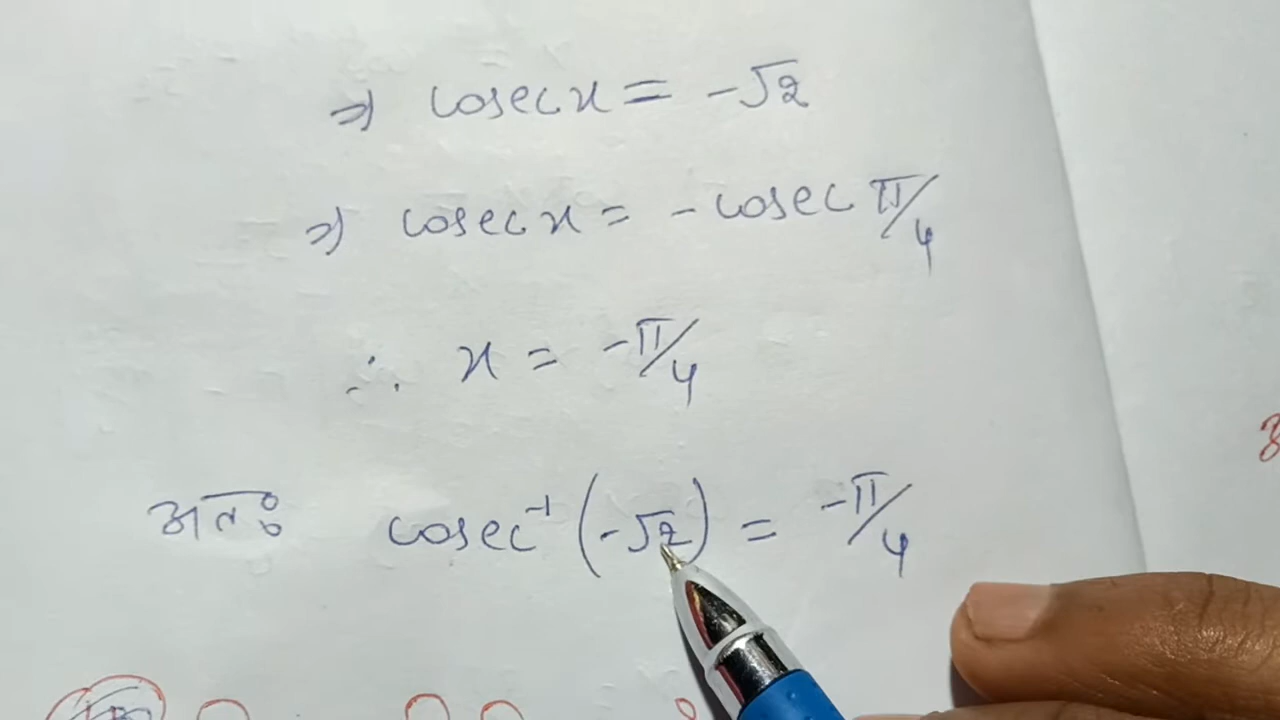 ⇒ cosec x = -√2
⇒ cosec x = - cosec π/4
∴ x = -π/4
अतः cosec⁻¹ (-√2) = -π/4